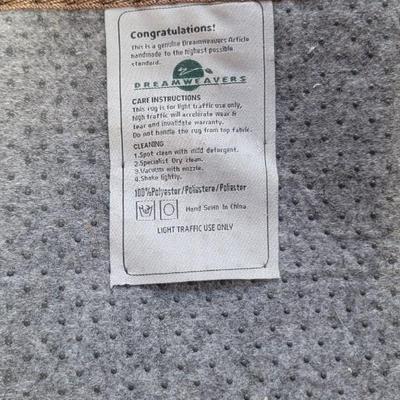 Congratulations!
This is a genuine Dreamweavers Article
handmade to the highest possible
standard.
DREAMWEAVERS
CARE INSTRUCTIONS
This rug is for light traffic use only,
high traffic will accelerate wear &
tear and invalidate warranty.
Do not handle the rug from top fabric.
CLEANING
1.Spot clean with mild detergent.
2.Specialist Dry clean.
3.Vacuum with nozzle.
4.Shake lightly.
100%Polyester/Poliestere/Poliester
Hand Sewn In China
LIGHT TRAFFIC USE ONLY